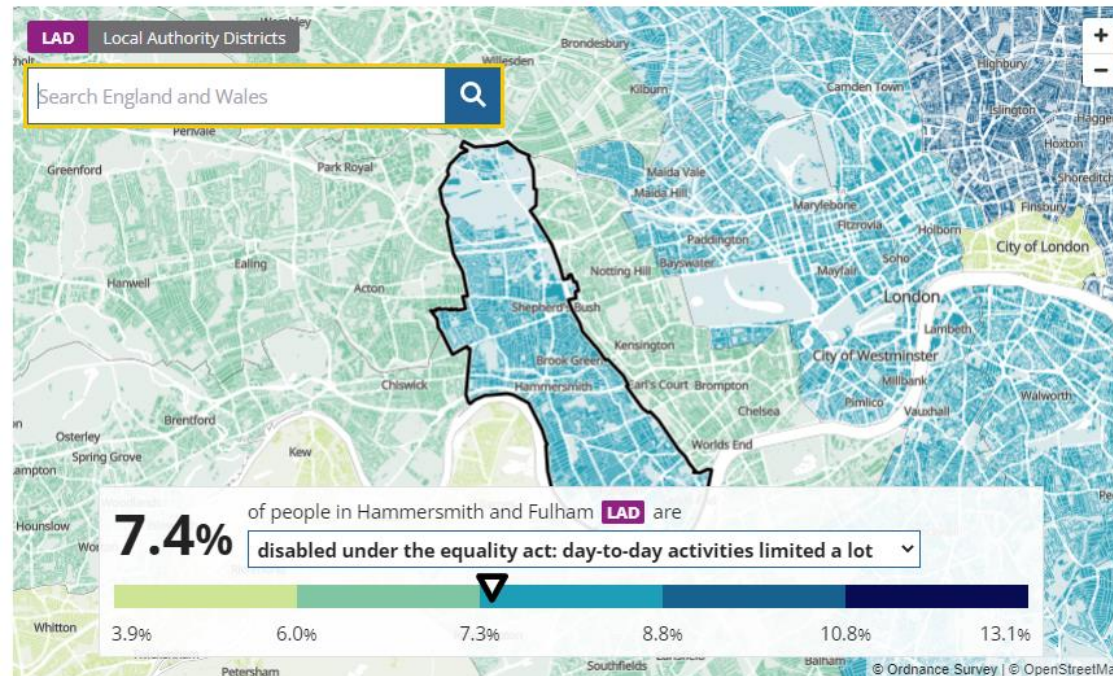 LAD Local Authority Districts
Search England and Wales
Brondesbury
Willesden
Highbury
Kilburn
Camden Town
Islington
Perivale
Hoxton
Greenford
Park Royal
Maida Vale
Shoreditch
Maida Hill
Marylebone
Finsbury
Fitzrovia
Holborn
Paddington
City of London
Ealing
Bayswater
Soho
Hanwell
Notting Hill
Mayfair
Acton
London
Shepherd's Bush
Lambeth
Kensington
City of Westminster
Brook Green
Chiswick
Hammersmith
Earl's Court
Brompton
Millbank
Pimlico
Walworth
Chelsea
Vauxhall
Brentford
Osterley
Kew
Worlds End
Spring Grove
Hounslow
7.4% of people in Hammersmith and Fulham LAD are
disabled under the equality act: day-to-day activities limited a lot
3.9% 6.0% 7.3% 8.8% 10.8% 13.1%
Whitton
Petersham
Southfields
Balham
© Ordnance Survey | © OpenStreetMa
+
−